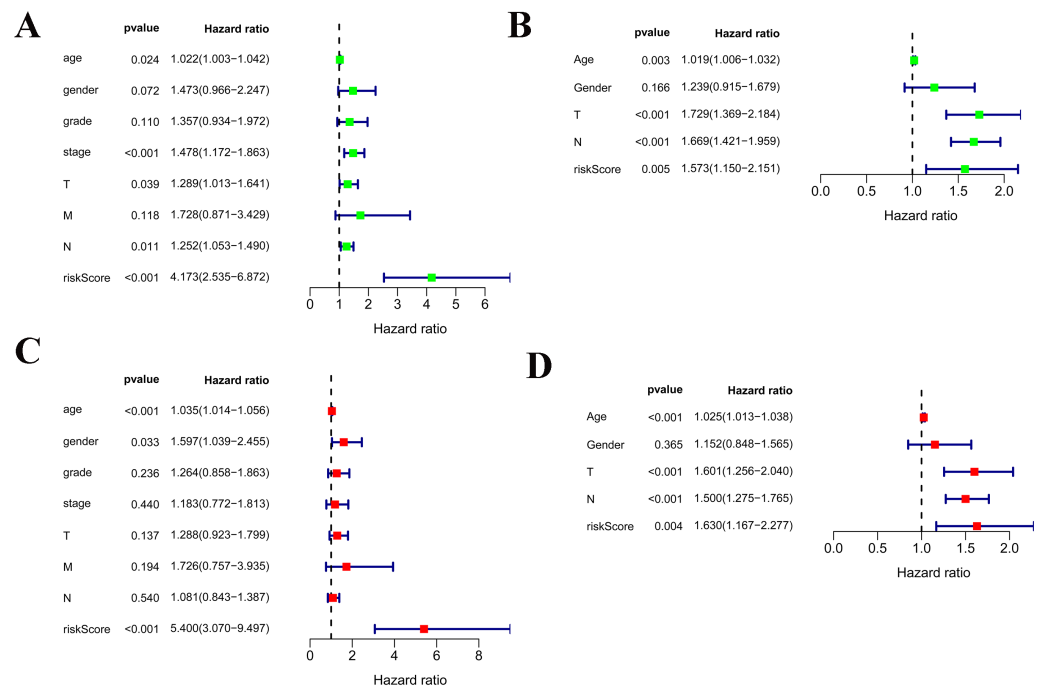 A
pvalue Hazard ratio
age 0.024 1.022(1.003−1.042)
gender 0.072 1.473(0.966−2.247)
grade 0.110 1.357(0.934−1.972)
stage <0.001 1.478(1.172−1.863)
T 0.039 1.289(1.013−1.641)
M 0.118 1.728(0.871−3.429)
N 0.011 1.252(1.053−1.490)
riskScore <0.001 4.173(2.535−6.872)
0 1 2 3 4 5 6
Hazard ratio
B
pvalue Hazard ratio
Age 0.003 1.019(1.006−1.032)
Gender 0.166 1.239(0.915−1.679)
T <0.001 1.729(1.369−2.184)
N <0.001 1.669(1.421−1.959)
riskScore 0.005 1.573(1.150−2.151)
0.0 0.5 1.0 1.5 2.0
Hazard ratio
C
pvalue Hazard ratio
age <0.001 1.035(1.014−1.056)
gender 0.033 1.597(1.039−2.455)
grade 0.236 1.264(0.858−1.863)
stage 0.440 1.183(0.772−1.813)
T 0.137 1.288(0.923−1.799)
M 0.194 1.726(0.757−3.935)
N 0.540 1.081(0.843−1.387)
riskScore <0.001 5.400(3.070−9.497)
0 2 4 6 8
Hazard ratio
D
pvalue Hazard ratio
Age <0.001 1.025(1.013−1.038)
Gender 0.365 1.152(0.848−1.565)
T <0.001 1.601(1.256−2.040)
N <0.001 1.500(1.275−1.765)
riskScore 0.004 1.630(1.167−2.277)
0.0 0.5 1.0 1.5 2.0
Hazard ratio